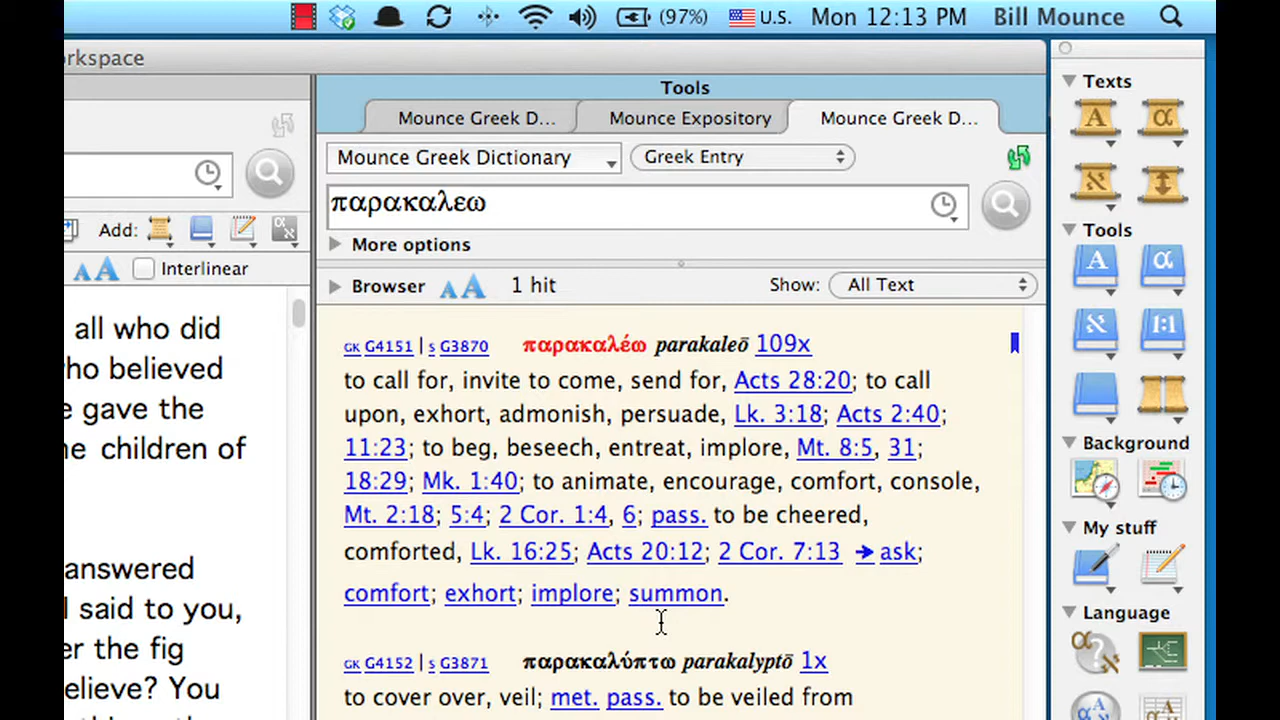 (97%) U.S. Mon 12:13 PM Bill Mounce
orkspace
Tools
Mounce Greek D... Mounce Expository Mounce Greek D...
Mounce Greek Dictionary Greek Entry
παρακαλεω
More options
Add:
Interlinear
Browser 1 hit Show: All Text
all who did
ho believed
e gave the
e children of
answered
I said to you,
er the fig
elieve? You
GK G4151 | S G3870 παρακαλέω parakaleō 109x
to call for, invite to come, send for, Acts 28:20; to call
upon, exhort, admonish, persuade, Lk. 3:18; Acts 2:40;
11:23; to beg, beseech, entreat, implore, Mt. 8:5, 31;
18:29; Mk. 1:40; to animate, encourage, comfort, console,
Mt. 2:18; 5:4; 2 Cor. 1:4, 6; pass. to be cheered,
comforted, Lk. 16:25; Acts 20:12; 2 Cor. 7:13 → ask;
comfort; exhort; implore; summon.
GK G4152 | S G3871 παρακαλύπτω parakalyptō 1x
to cover over, veil; met. pass. to be veiled from
Texts
A α
א
Tools
A α
א 1:1
Background
My stuff
Language